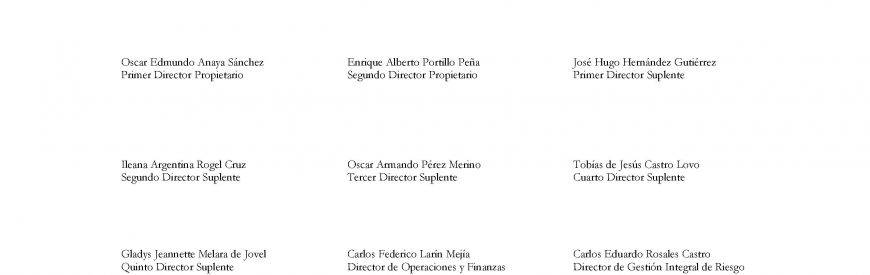 Oscar Edmundo Anaya Sánchez
Primer Director Propietario
Enrique Alberto Portillo Peña
Segundo Director Propietario
José Hugo Hernández Gutiérrez
Primer Director Suplente
Ileana Argentina Rogel Cruz
Segundo Director Suplente
Oscar Armando Pérez Merino
Tercer Director Suplente
Tobías de Jesús Castro Lovo
Cuarto Director Suplente
Gladys Jeannette Melara de Jovel
Quinto Director Suplente
Carlos Federico Larin Mejía
Director de Operaciones y Finanzas
Carlos Eduardo Rosales Castro
Director de Gestión Integral de Riesgo